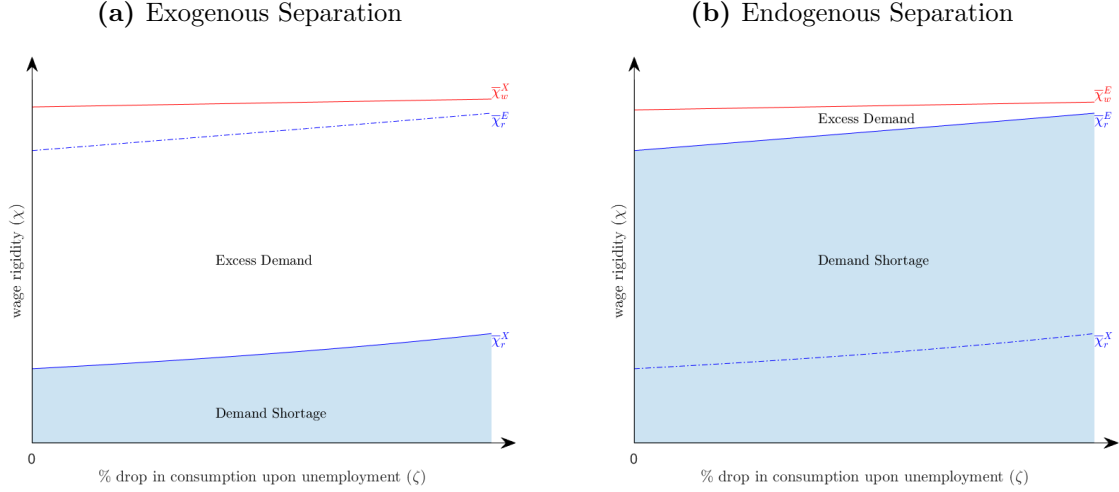 (a) Exogenous Separation
wage rigidity (χ)
χ̅_w^X
χ̅_r^E
Excess Demand
χ̅_r^X
Demand Shortage
0
% drop in consumption upon unemployment (ζ)
(b) Endogenous Separation
wage rigidity (χ)
χ̅_w^E
Excess Demand
χ̅_r^E
Demand Shortage
χ̅_r^X
0
% drop in consumption upon unemployment (ζ)